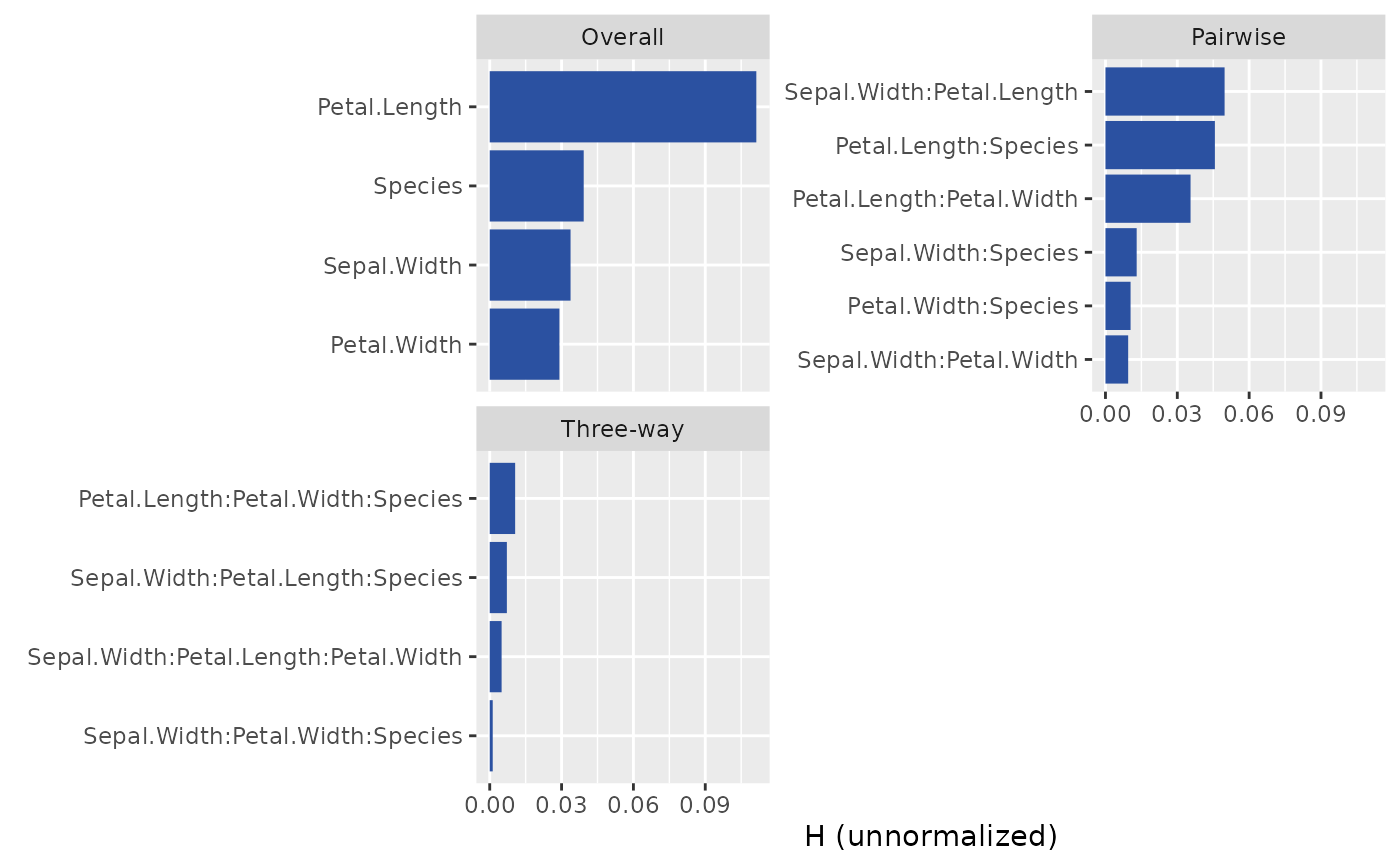 Overall
Petal.Length
Species
Sepal.Width
Petal.Width
Pairwise
Sepal.Width:Petal.Length
Petal.Length:Species
Petal.Length:Petal.Width
Sepal.Width:Species
Petal.Width:Species
Sepal.Width:Petal.Width
0.00 0.03 0.06 0.09
Three-way
Petal.Length:Petal.Width:Species
Sepal.Width:Petal.Length:Species
Sepal.Width:Petal.Length:Petal.Width
Sepal.Width:Petal.Width:Species
0.00 0.03 0.06 0.09
H (unnormalized)